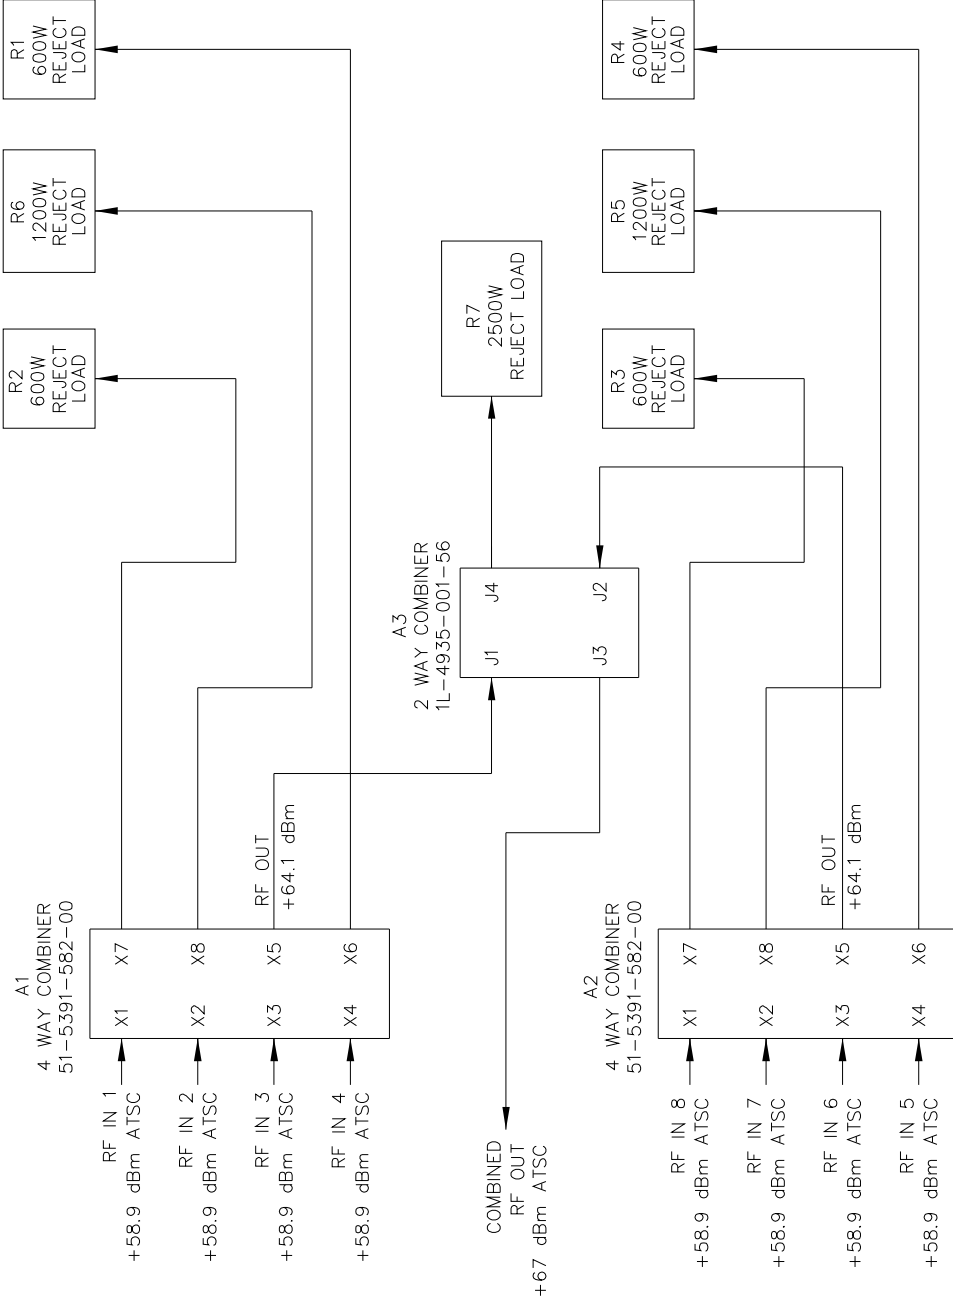 R1
600W
REJECT
LOAD
R6
1200W
REJECT
LOAD
R2
600W
REJECT
LOAD
R4
600W
REJECT
LOAD
R5
1200W
REJECT
LOAD
R3
600W
REJECT
LOAD
R7
2500W
REJECT LOAD
A3
2 WAY COMBINER
1L-4935-001-56
J1
J4
J3
J2
A1
4 WAY COMBINER
51-5391-582-00
X1
X7
X2
X8
X3
X5
X4
X6
RF OUT
+64.1 dBm
RF IN 1
+58.9 dBm ATSC
RF IN 2
+58.9 dBm ATSC
RF IN 3
+58.9 dBm ATSC
RF IN 4
+58.9 dBm ATSC
COMBINED
RF OUT
+67 dBm ATSC
A2
4 WAY COMBINER
51-5391-582-00
X1
X7
X2
X8
X3
X5
X4
X6
RF OUT
+64.1 dBm
RF IN 8
+58.9 dBm ATSC
RF IN 7
+58.9 dBm ATSC
RF IN 6
+58.9 dBm ATSC
RF IN 5
+58.9 dBm ATSC